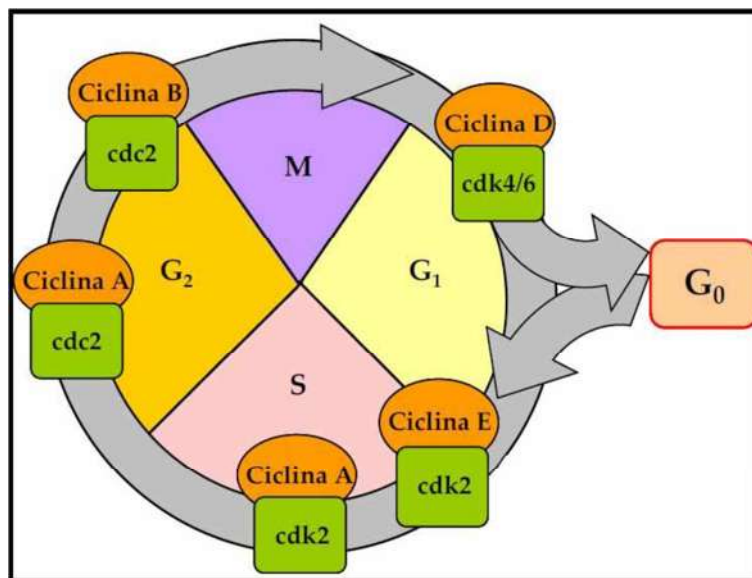 Ciclina B
cdc2
M
Ciclina D
cdk4/6
G₂
G₁
G₀
Ciclina A
cdc2
S
Ciclina E
cdk2
Ciclina A
cdk2